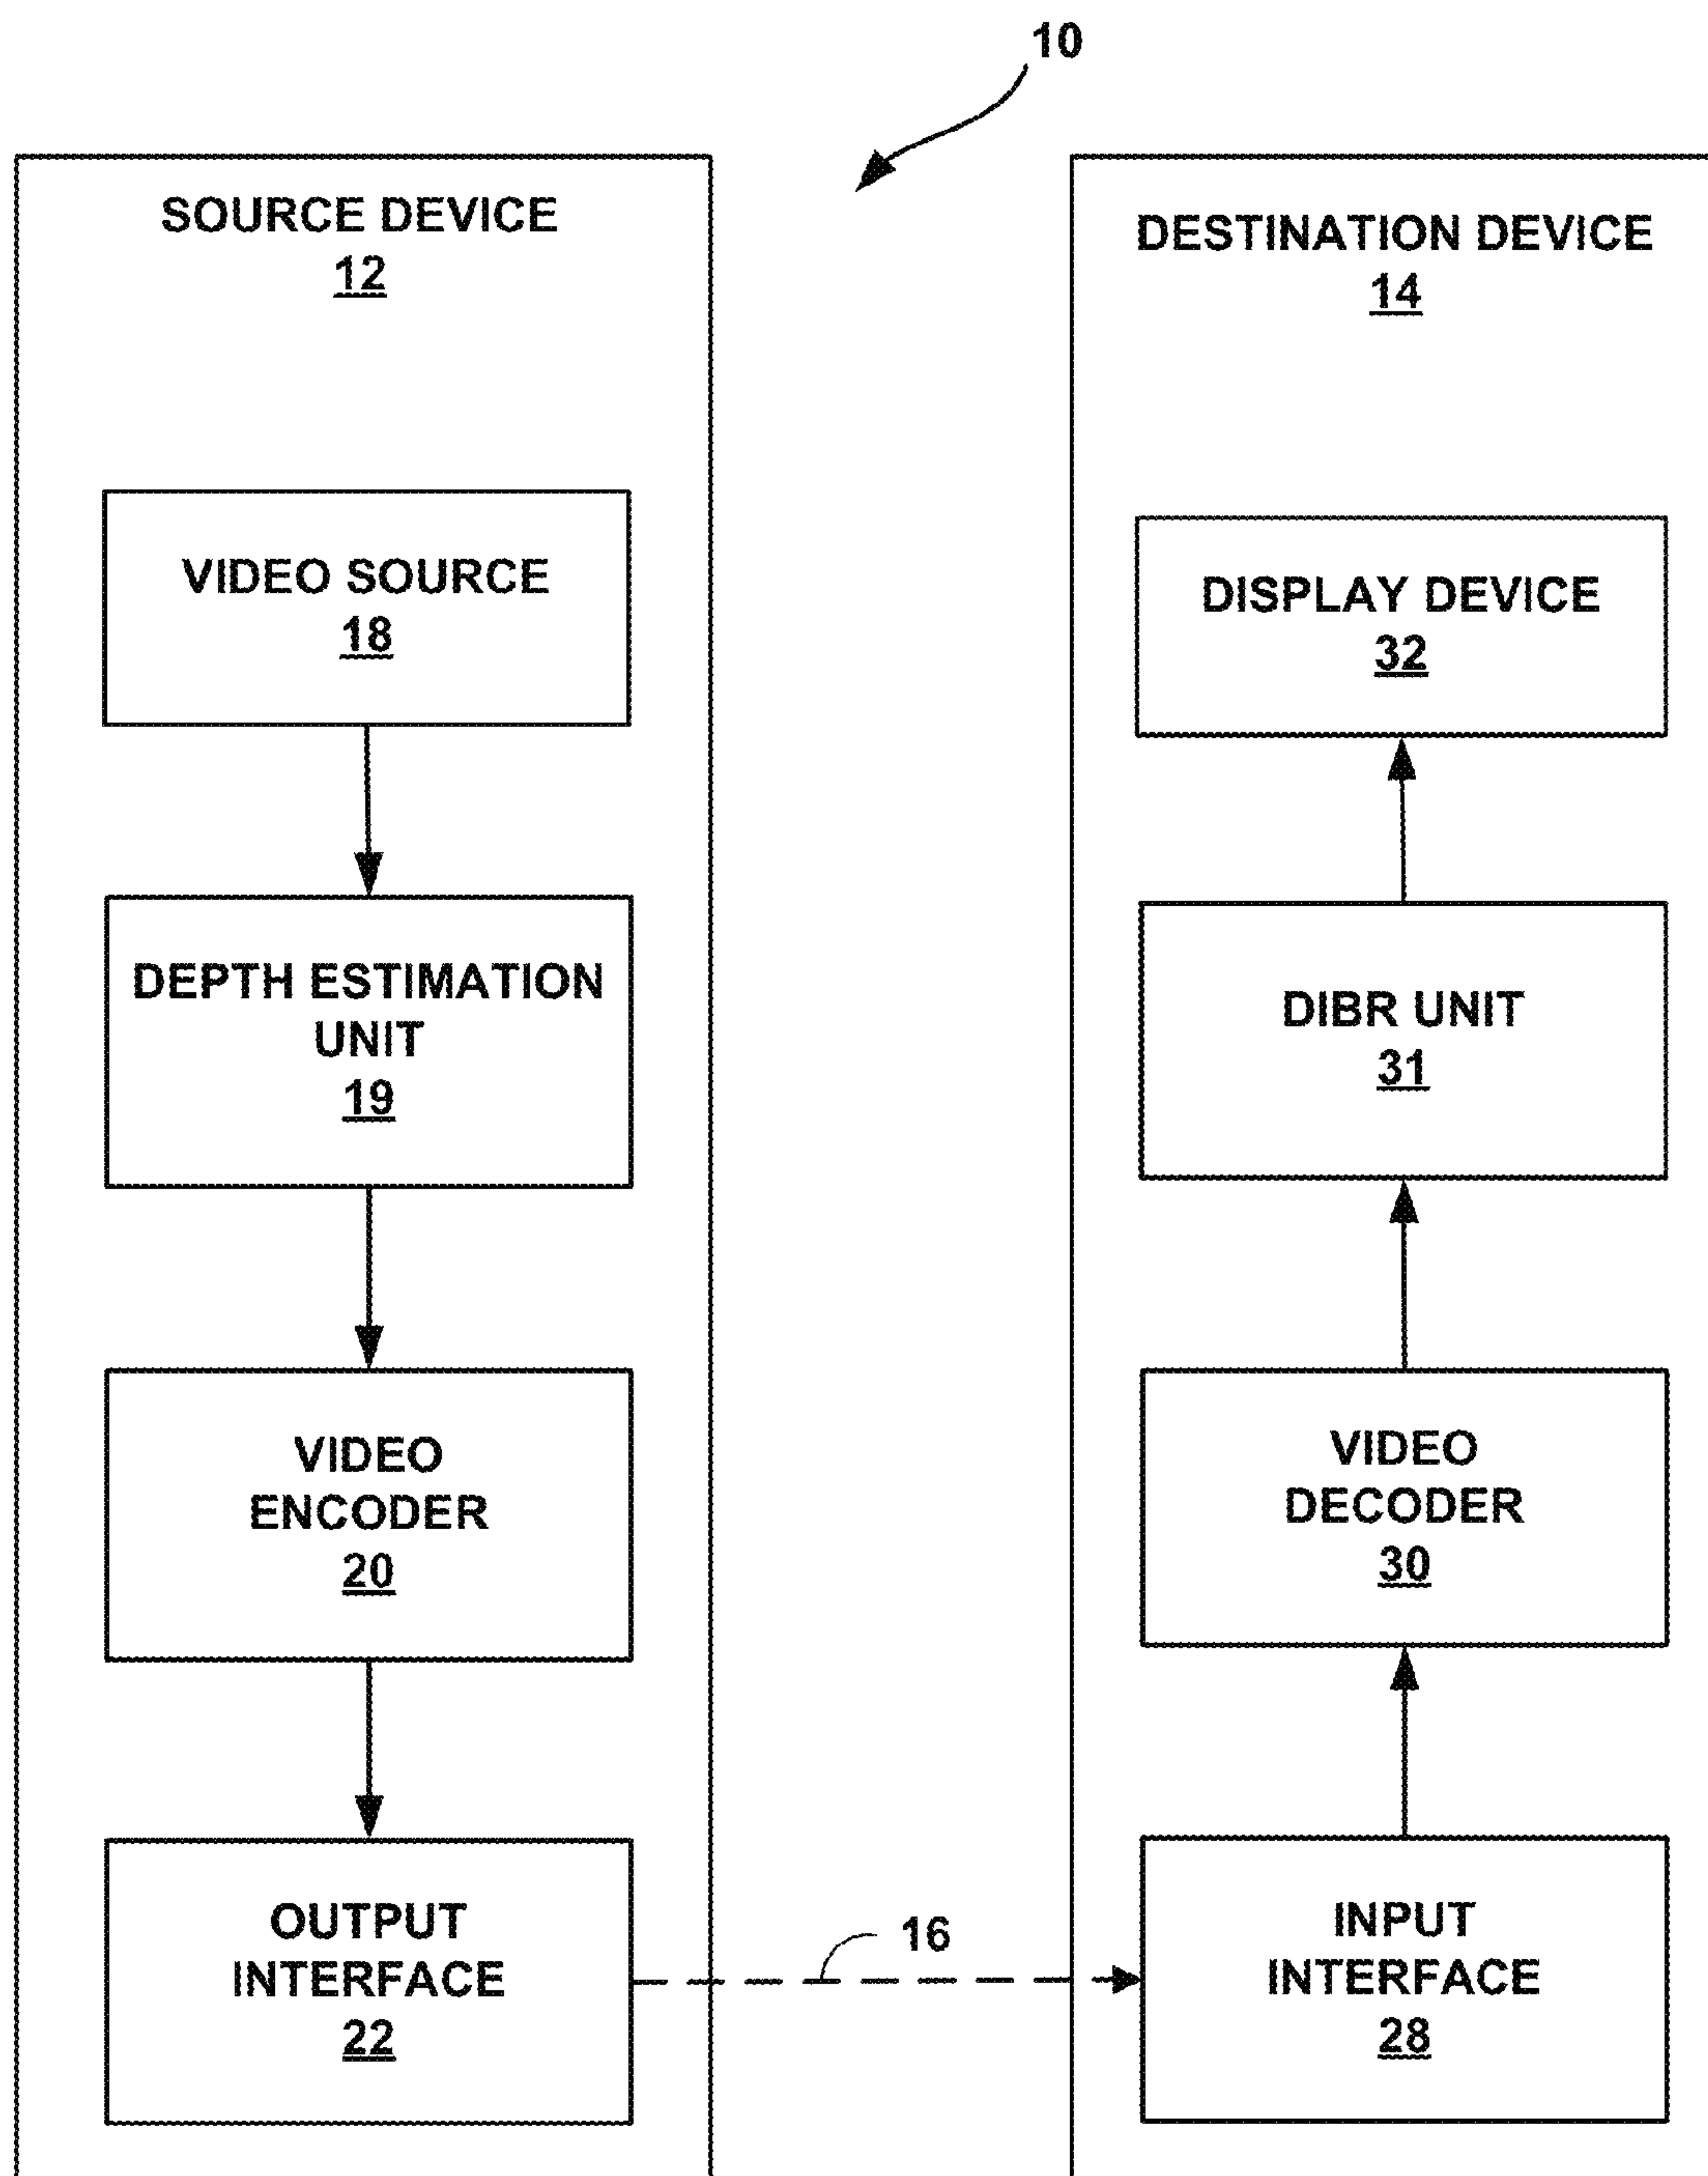 10
SOURCE DEVICE
12
VIDEO SOURCE
18
DEPTH ESTIMATION
UNIT
19
VIDEO
ENCODER
20
OUTPUT
INTERFACE
22
16
DESTINATION DEVICE
14
DISPLAY DEVICE
32
DIBR UNIT
31
VIDEO
DECODER
30
INPUT
INTERFACE
28